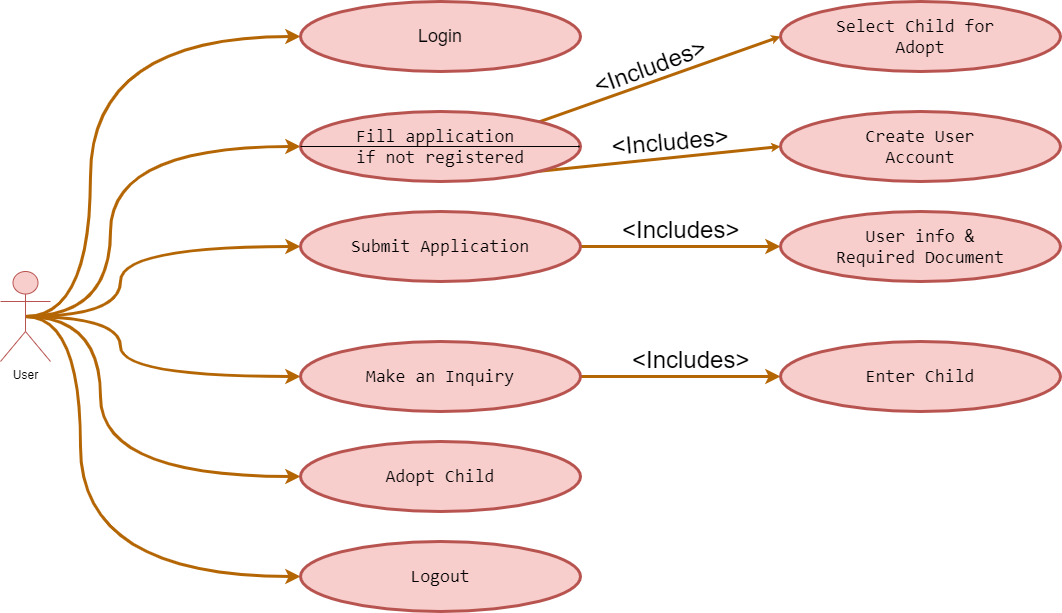 Login
Select Child for
Adopt
<Includes>
Fill application
if not registered
<Includes>
Create User
Account
Submit Application
<Includes>
User info &
Required Document
User
Make an Inquiry
<Includes>
Enter Child
Adopt Child
Logout